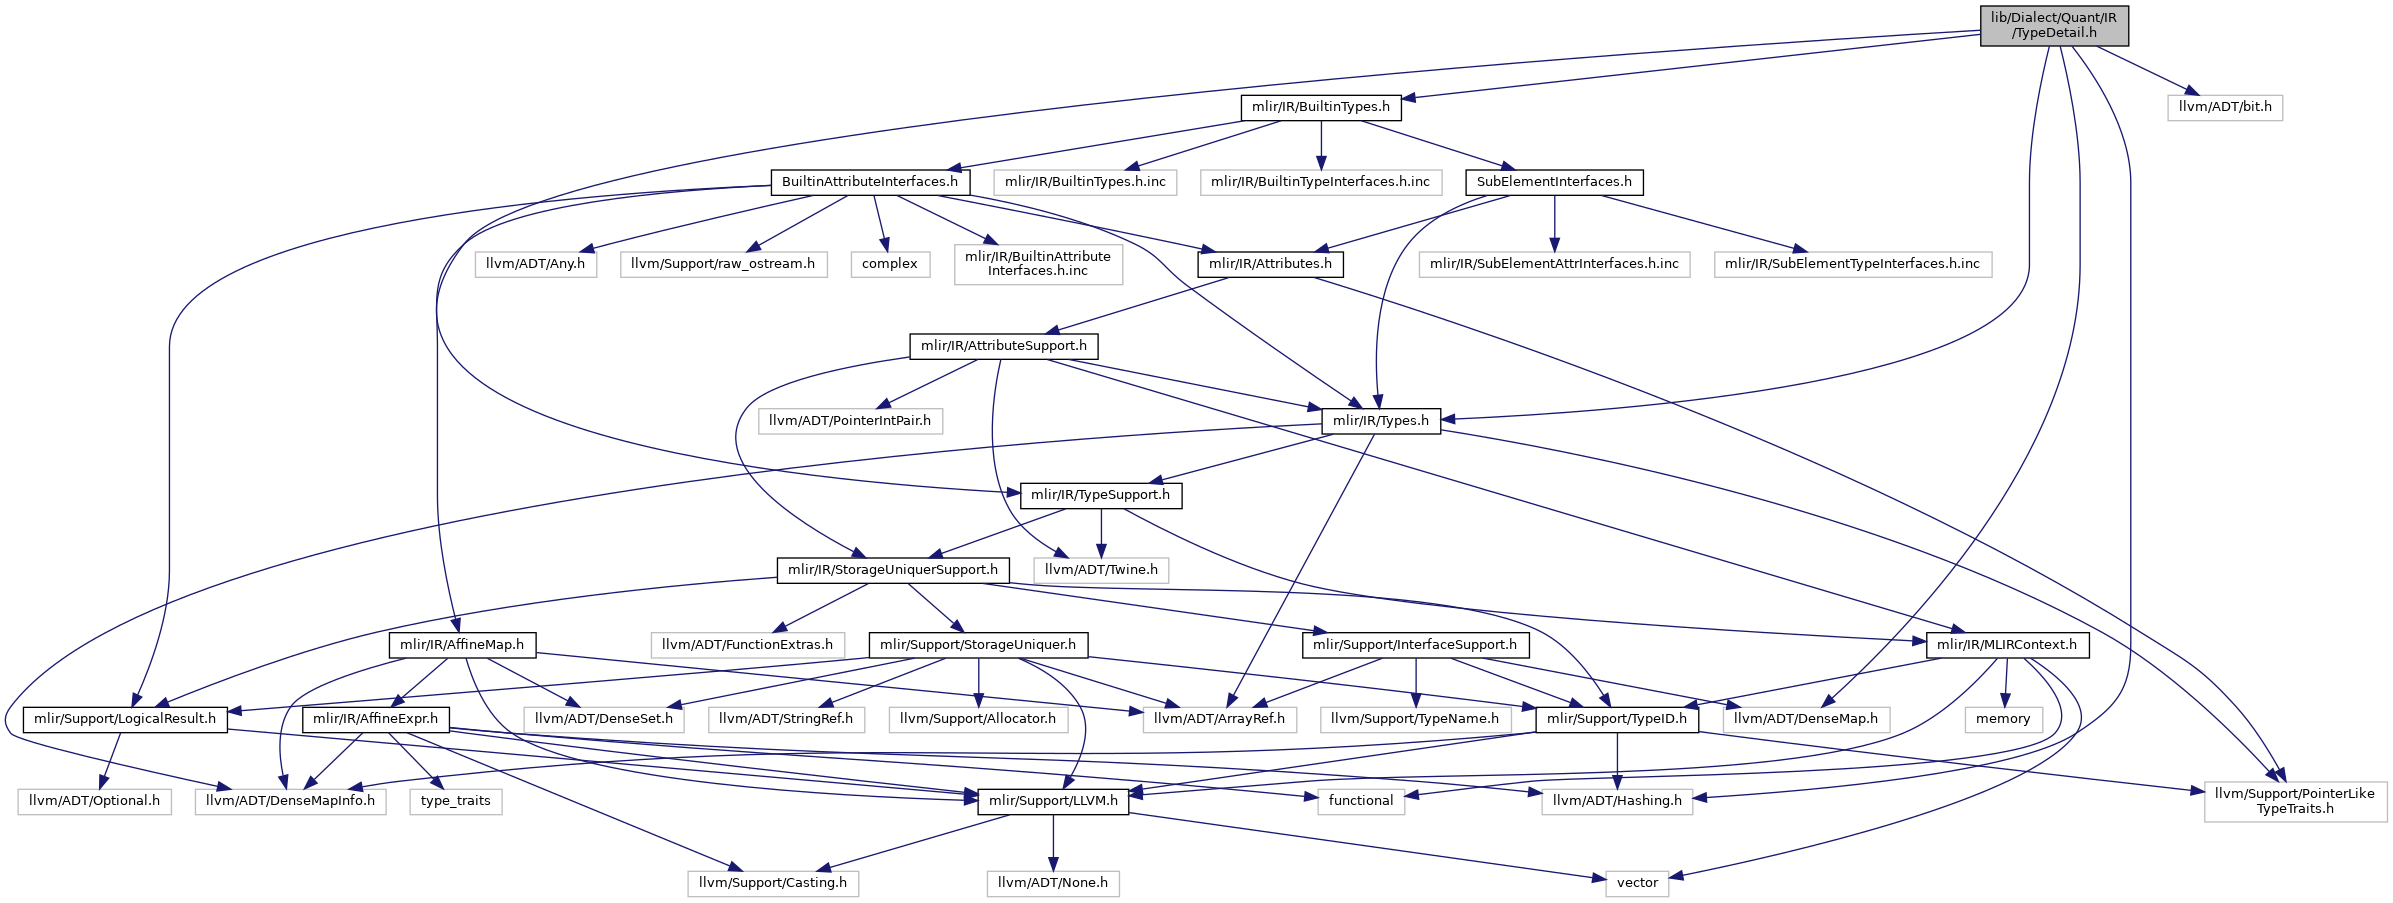 lib/Dialect/Quant/IR
/TypeDetail.h
mlir/IR/BuiltinTypes.h
llvm/ADT/bit.h
BuiltinAttributeInterfaces.h
mlir/IR/BuiltinTypes.h.inc
mlir/IR/BuiltinTypeInterfaces.h.inc
SubElementInterfaces.h
llvm/ADT/Any.h
llvm/Support/raw_ostream.h
complex
mlir/IR/BuiltinAttribute
Interfaces.h.inc
mlir/IR/Attributes.h
mlir/IR/SubElementAttrInterfaces.h.inc
mlir/IR/SubElementTypeInterfaces.h.inc
mlir/IR/AttributeSupport.h
llvm/ADT/PointerIntPair.h
mlir/IR/Types.h
mlir/IR/TypeSupport.h
mlir/IR/StorageUniquerSupport.h
llvm/ADT/Twine.h
mlir/IR/AffineMap.h
llvm/ADT/FunctionExtras.h
mlir/Support/StorageUniquer.h
mlir/Support/InterfaceSupport.h
mlir/IR/MLIRContext.h
mlir/Support/LogicalResult.h
mlir/IR/AffineExpr.h
llvm/ADT/DenseSet.h
llvm/ADT/StringRef.h
llvm/Support/Allocator.h
llvm/ADT/ArrayRef.h
llvm/Support/TypeName.h
mlir/Support/TypeID.h
llvm/ADT/DenseMap.h
memory
llvm/ADT/Optional.h
llvm/ADT/DenseMapInfo.h
type_traits
mlir/Support/LLVM.h
functional
llvm/ADT/Hashing.h
llvm/Support/PointerLike
TypeTraits.h
llvm/Support/Casting.h
llvm/ADT/None.h
vector